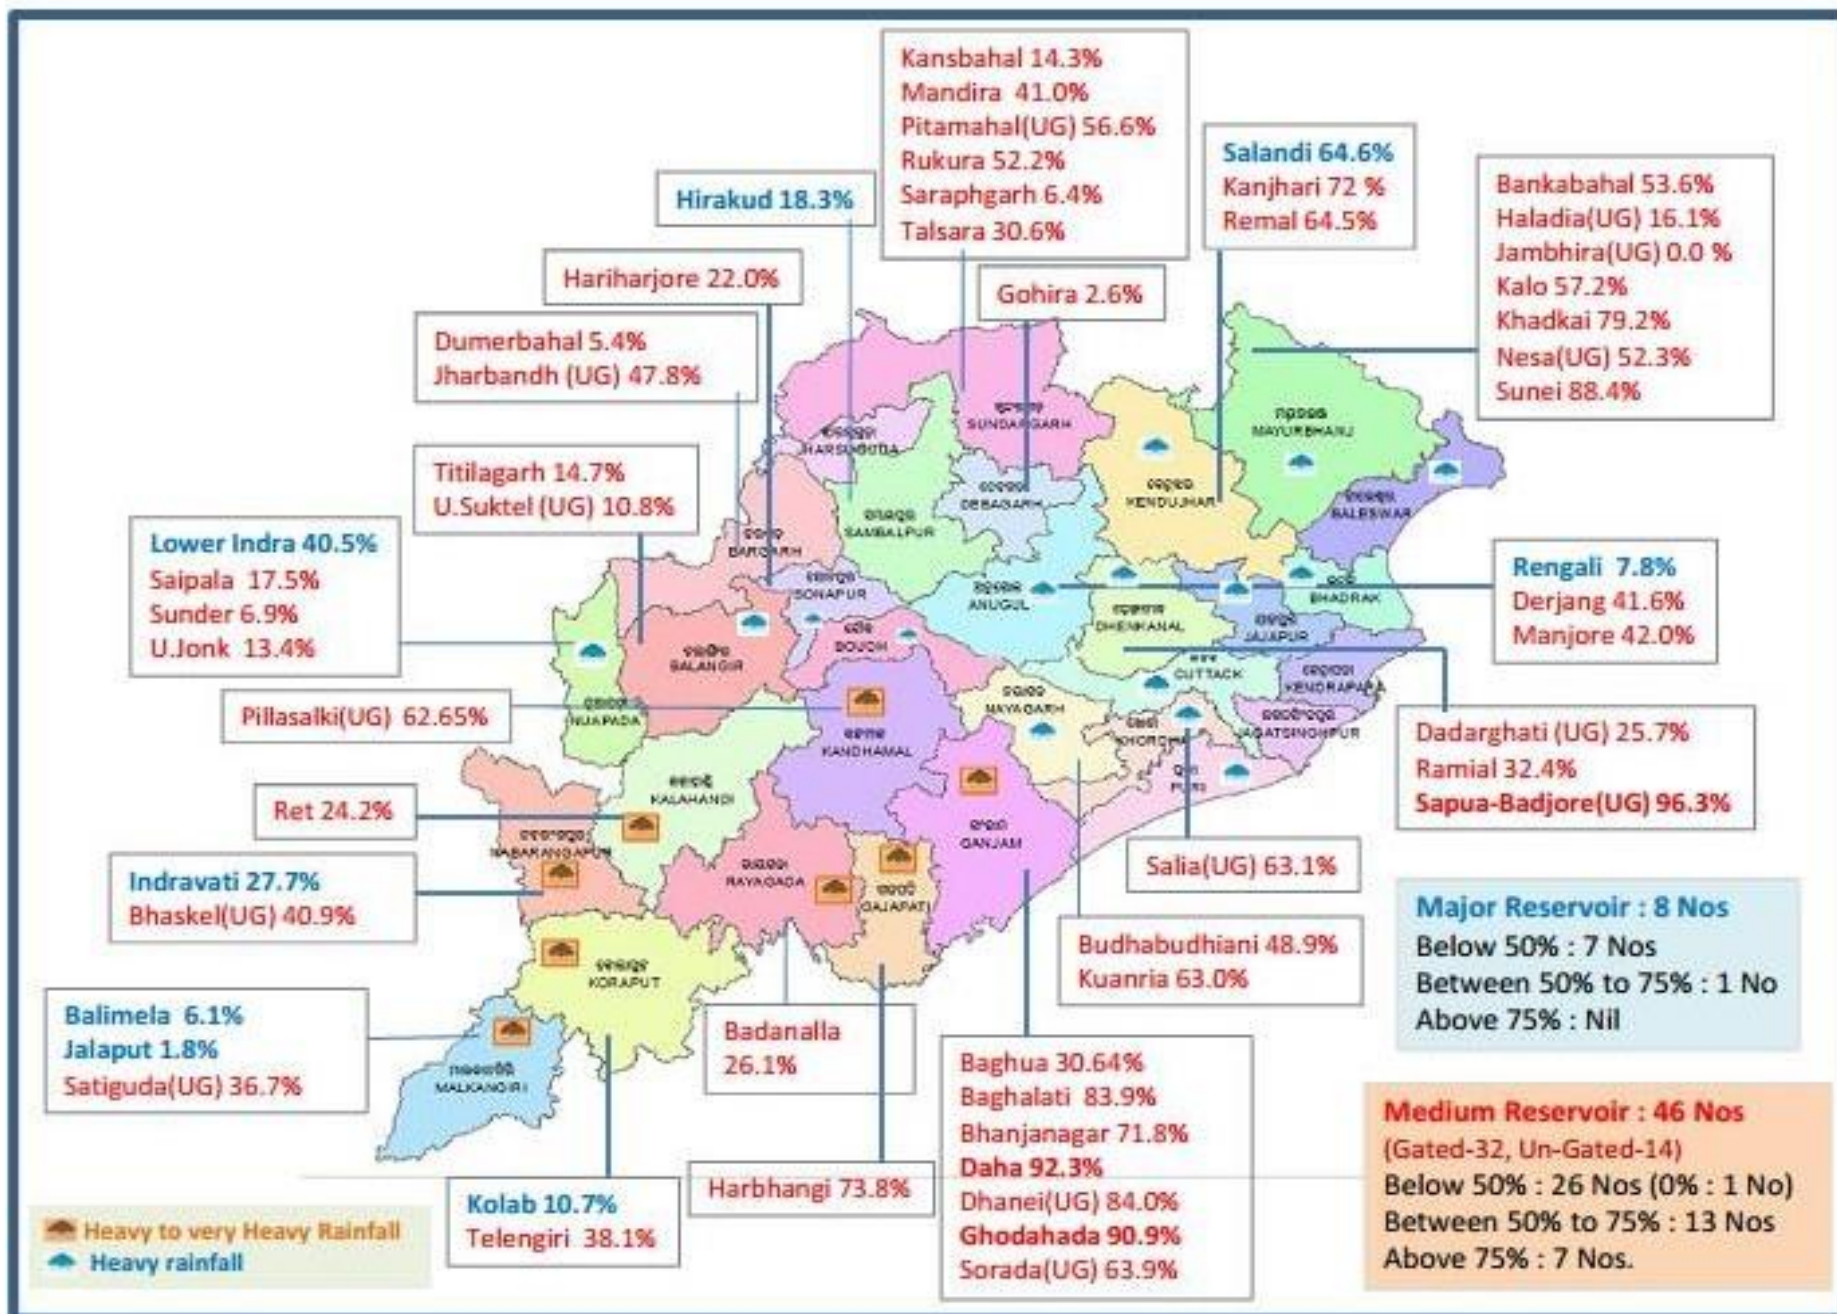 Kansbahal 14.3%
Mandira 41.0%
Pitamahal(UG) 56.6%
Rukura 52.2%
Saraphgarh 6.4%
Talsara 30.6%
Salandi 64.6%
Kanjhari 72 %
Remal 64.5%
Bankabahal 53.6%
Haladia(UG) 16.1%
Jambhira(UG) 0.0 %
Kalo 57.2%
Khadkai 79.2%
Nesa(UG) 52.3%
Sunei 88.4%
Hirakud 18.3%
Hariharjore 22.0%
Gohira 2.6%
Dumerbahal 5.4%
Jharbandh (UG) 47.8%
Titilagarh 14.7%
U.Suktel (UG) 10.8%
Lower Indra 40.5%
Saipala 17.5%
Sunder 6.9%
U.Jonk 13.4%
Pillasalki(UG) 62.65%
Ret 24.2%
Indravati 27.7%
Bhaskel(UG) 40.9%
Balimela 6.1%
Jalaput 1.8%
Satiguda(UG) 36.7%
SUNDARGARH
MAYURBHANJ
HARSUGUDA
KENDUJHAR
DEBAGARH
BALESWAR
SAMBALPUR
BARGARH
SONAPUR
ANUGUL
BHADRAK
DHENKANAL
JAJAPUR
BOUDH
BALANGIR
CUTTACK
KENDRAPARA
NUAPADA
NAYAGARH
KHORDHA
JAGATSINGHPUR
KANDHAMAL
PURI
KALAHANDI
GANJAM
NABARANGAPUR
RAYAGADA
GAJAPATI
KORAPUT
MALKANGIRI
Rengali 7.8%
Derjang 41.6%
Manjore 42.0%
Dadarghati (UG) 25.7%
Ramial 32.4%
Sapua-Badjore(UG) 96.3%
Salia(UG) 63.1%
Budhabudhiani 48.9%
Kuanria 63.0%
Badanalla
26.1%
Harbhangi 73.8%
Kolab 10.7%
Telengiri 38.1%
Baghua 30.64%
Baghalati 83.9%
Bhanjanagar 71.8%
Daha 92.3%
Dhanei(UG) 84.0%
Ghodahada 90.9%
Sorada(UG) 63.9%
Major Reservoir : 8 Nos
Below 50% : 7 Nos
Between 50% to 75% : 1 No
Above 75% : Nil
Medium Reservoir : 46 Nos
(Gated-32, Un-Gated-14)
Below 50% : 26 Nos (0% : 1 No)
Between 50% to 75% : 13 Nos
Above 75% : 7 Nos.
Heavy to very Heavy Rainfall
Heavy rainfall